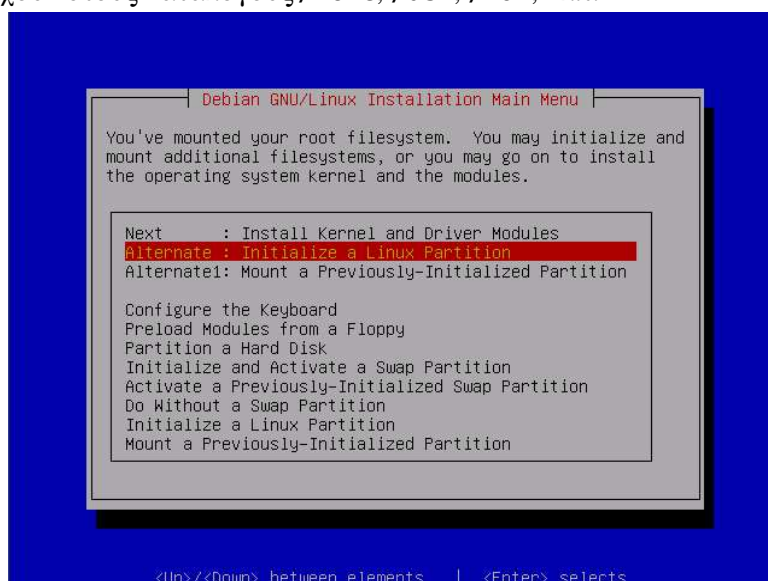 Debian GNU/Linux Installation Main Menu
You've mounted your root filesystem.  You may initialize and
mount additional filesystems, or you may go on to install
the operating system kernel and the modules.
Next      : Install Kernel and Driver Modules
Alternate : Initialize a Linux Partition
Alternate1: Mount a Previously-Initialized Partition
Configure the Keyboard
Preload Modules from a Floppy
Partition a Hard Disk
Initialize and Activate a Swap Partition
Activate a Previously-Initialized Swap Partition
Do Without a Swap Partition
Initialize a Linux Partition
Mount a Previously-Initialized Partition
<Up>/<Down> between elements   |  <Enter> selects